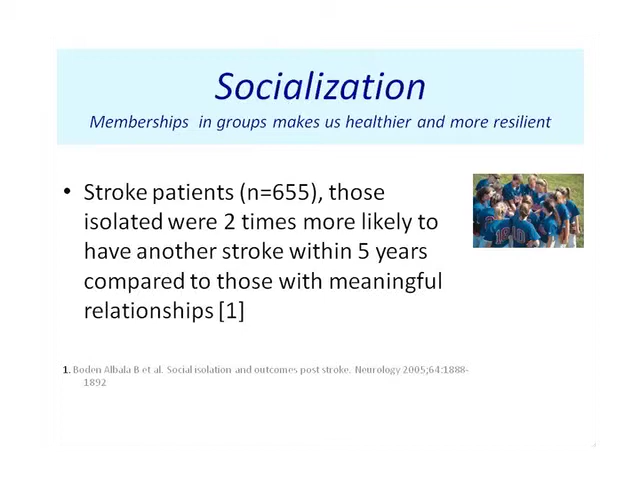 Socialization
Memberships in groups makes us healthier and more resilient
• Stroke patients (n=655), those
isolated were 2 times more likely to
have another stroke within 5 years
compared to those with meaningful
relationships [1]
1. Boden Albala B et al. Social isolation and outcomes post stroke. Neurology 2005;64:1888-
1892